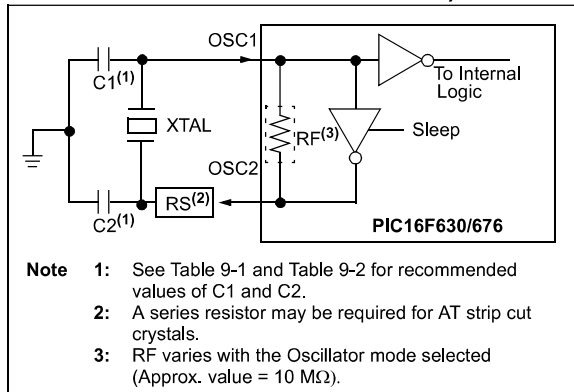 OSC1
C1(1)
To Internal
Logic
XTAL
RF(3)
Sleep
OSC2
RS(2)
C2(1)
PIC16F630/676
Note 1: See Table 9-1 and Table 9-2 for recommended
values of C1 and C2.
2: A series resistor may be required for AT strip cut
crystals.
3: RF varies with the Oscillator mode selected
(Approx. value = 10 MΩ).